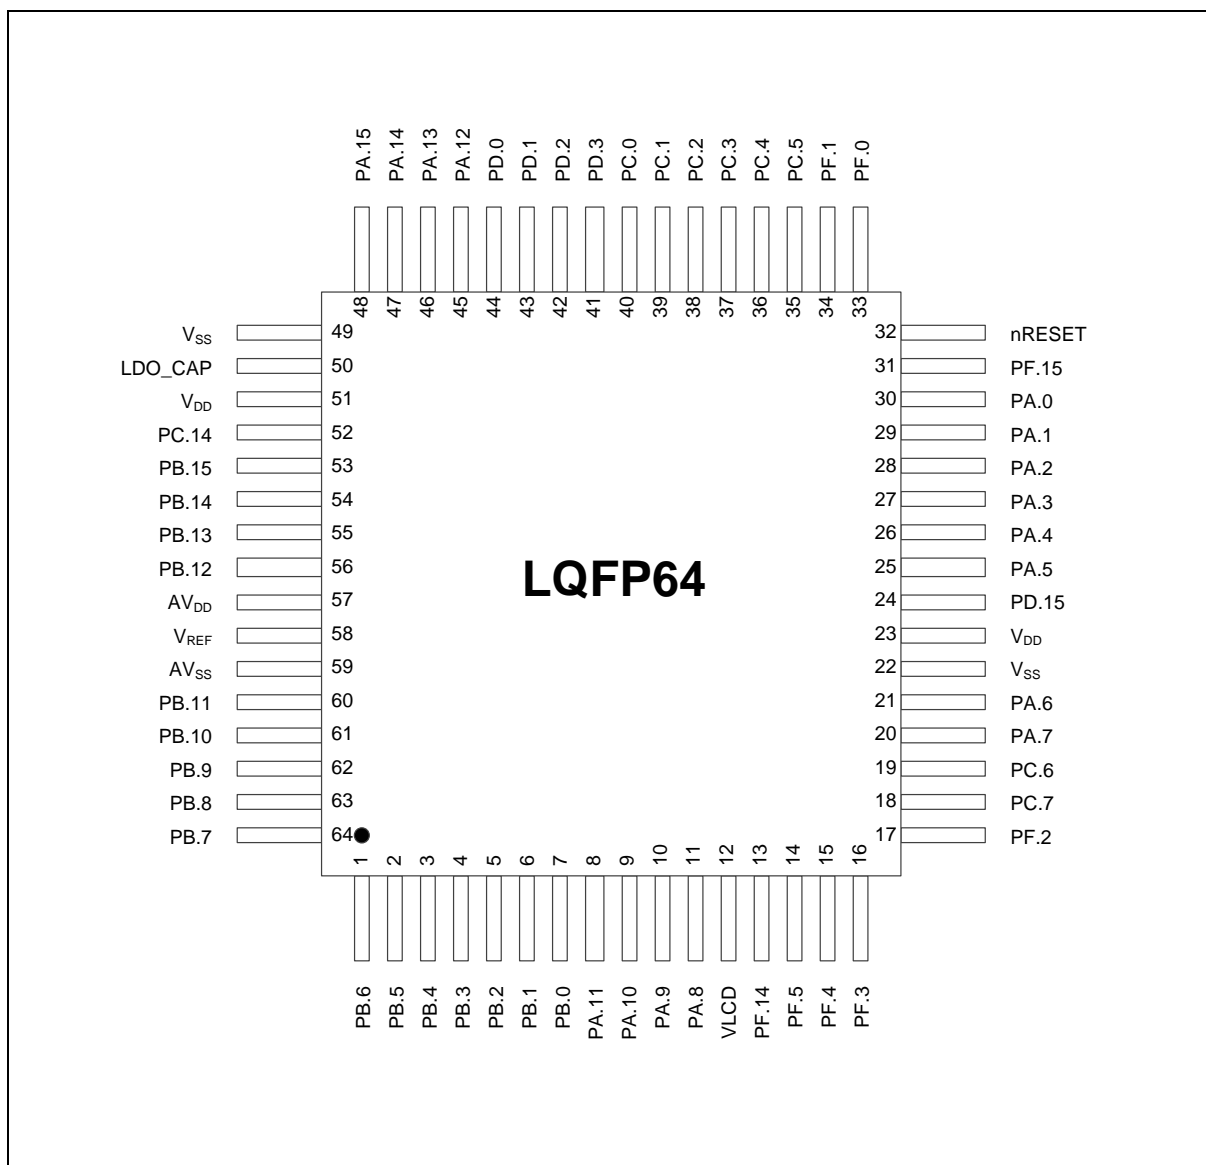 PA.15 PA.14 PA.13 PA.12 PD.0 PD.1 PD.2 PD.3 PC.0 PC.1 PC.2 PC.3 PC.4 PC.5 PF.1 PF.0
48 47 46 45 44 43 42 41 40 39 38 37 36 35 34 33
VSS 49 32 nRESET
LDO_CAP 50 31 PF.15
VDD 51 30 PA.0
PC.14 52 29 PA.1
PB.15 53 28 PA.2
PB.14 54 27 PA.3
PB.13 55 26 PA.4
PB.12 56 25 PA.5
LQFP64
AVDD 57 24 PD.15
VREF 58 23 VDD
AVSS 59 22 VSS
PB.11 60 21 PA.6
PB.10 61 20 PA.7
PB.9 62 19 PC.6
PB.8 63 18 PC.7
PB.7 64 17 PF.2
1 2 3 4 5 6 7 8 9 10 11 12 13 14 15 16
PB.6 PB.5 PB.4 PB.3 PB.2 PB.1 PB.0 PA.11 PA.10 PA.9 PA.8 VLCD PF.14 PF.5 PF.4 PF.3